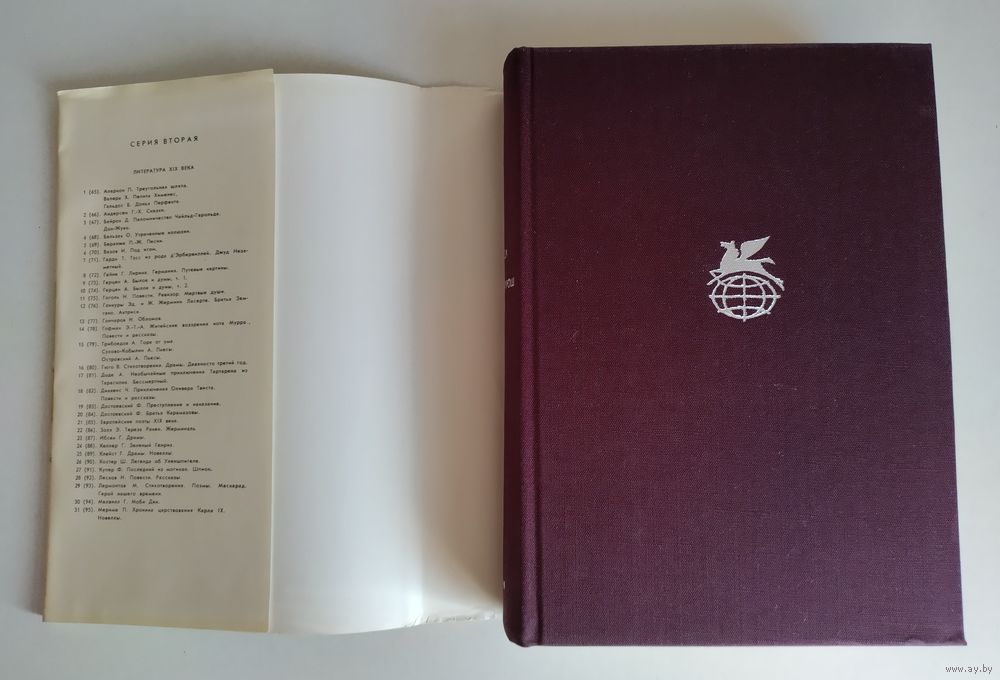 СЕРИЯ ВТОРАЯ
ЛИТЕРАТУРА XIX ВЕКА
1 (65). Аларкон П. Треугольная шляпа.
Валера Х. Пепита Хименес.
Гальдос Б. Донья Перфекта.
2 (66). Андерсен Г.-Х. Сказки.
3 (67). Байрон Д. Паломничество Чайльд-Гарольда.
Дон-Жуан.
4 (68). Бальзак О. Утраченные иллюзии.
5 (69). Беранже П.-Ж. Песни.
6 (70). Вазов И. Под игом.
7 (71). Гарди Т. Тэсс из рода д'Эрбервиллей. Джуд Неза-
метный.
8 (72). Гейне Г. Лирика. Германия. Путевые картины.
9 (73). Герцен А. Былое и думы, ч. 1.
10 (74). Герцен А. Былое и думы, ч. 2.
11 (75). Гоголь Н. Повести. Ревизор. Мертвые души.
12 (76). Гонкуры Эд. и Ж. Жермини Ласерте. Братья Зем-
ганно. Актриса.
13 (77). Гончаров И. Обломов.
14 (78). Гофман Э.-Т.-А. Житейские воззрения кота Мурра.,
Повести и рассказы.
15 (79). Грибоедов А. Горе от ума.
Сухово-Кобылин А. Пьесы.
Островский А. Пьесы.
16 (80). Гюго В. Стихотворения. Драмы. Девяносто третий год.
17 (81). Доде А. Необычайные приключения Тартарена из
Тараскона. Бессмертный.
18 (82). Диккенс Ч. Приключения Оливера Твиста.
Повести и рассказы.
19 (83). Достоевский Ф. Преступление и наказание.
20 (84). Достоевский Ф. Братья Карамазовы.
21 (85). Европейские поэты XIX века.
22 (86). Золя Э. Тереза Ракен. Жерминаль.
23 (87). Ибсен Г. Драмы.
24 (88). Келлер Г. Зеленый Генрих.
25 (89). Клейст Г. Драмы. Новеллы.
26 (90). Костер Ш. Легенда об Уленшпигеле.
27 (91). Купер Ф. Последний из могикан. Шпион.
28 (92). Лесков Н. Повести. Рассказы.
29 (93). Лермонтов М. Стихотворения. Поэмы. Маскарад.
Герой нашего времени.
30 (94). Мелвилл Г. Моби Дик.
31 (95). Мериме П. Хроника царствования Карла IX.
Новеллы.
www.ay.by